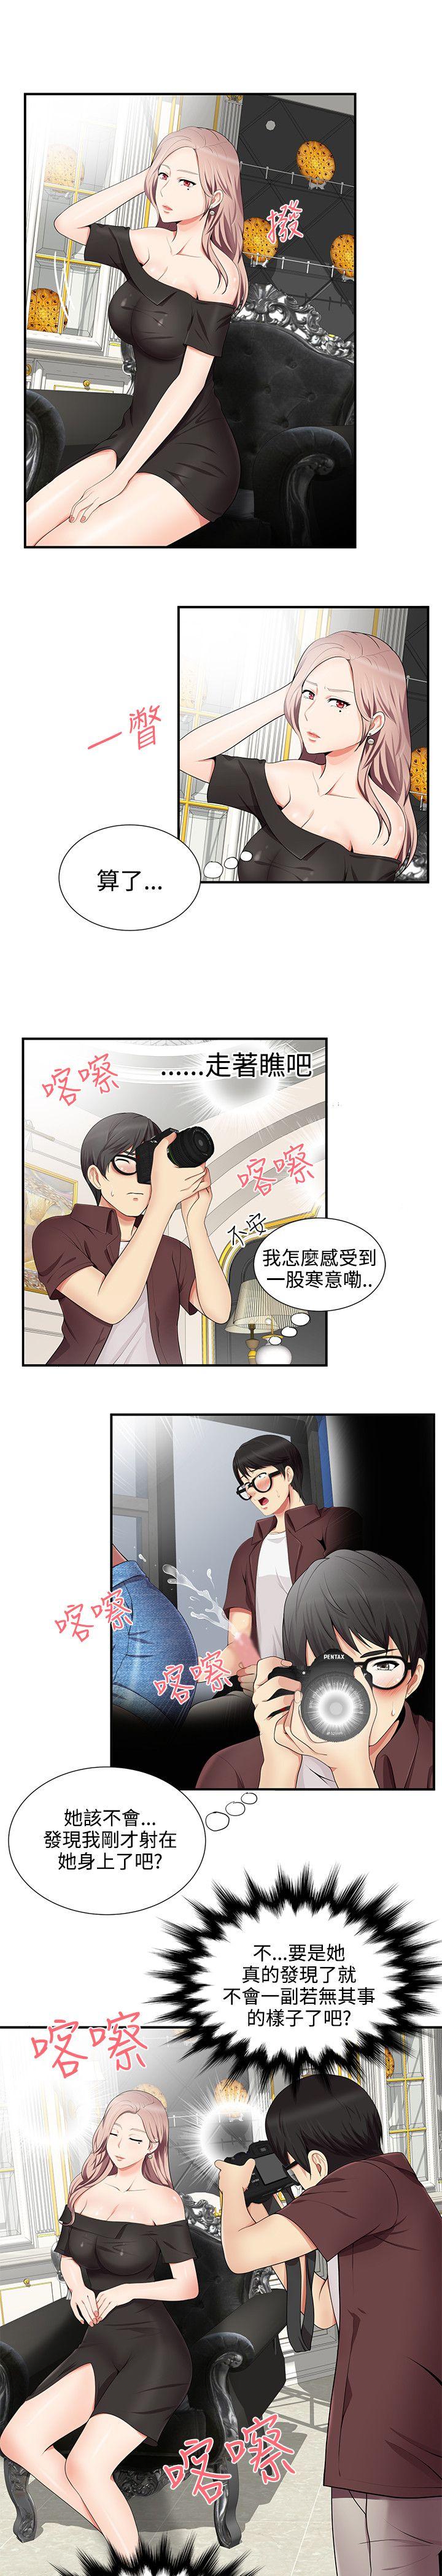 撥
一瞥
算了...
......走著瞧吧
喀嚓
喀嚓
不安
我怎麼感受到
一股寒意嘞..
喀嚓
喀嚓
PENTAX
她該不會...
發現我剛才射在
她身上了吧?
不...要是她
真的發現了就
不會一副若無其事
的樣子了吧?
喀嚓
喀嚓